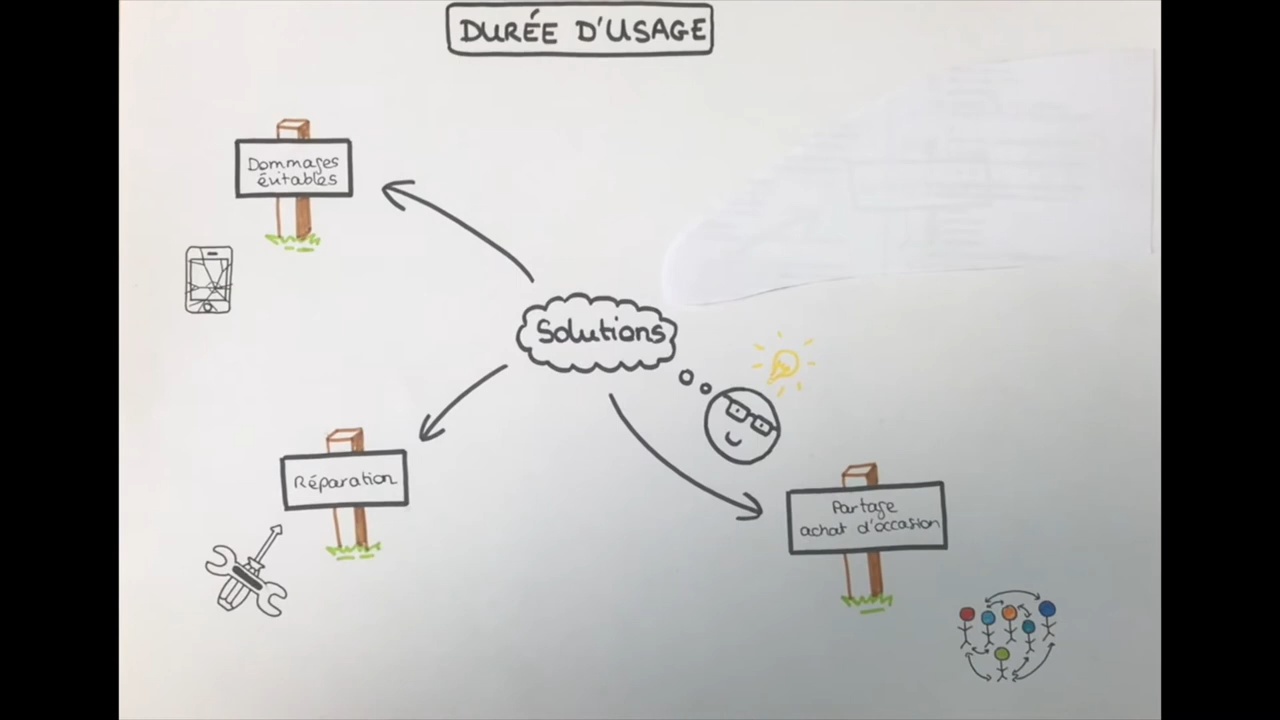 DURÉE D'USAGE
Dommages
évitables
Solutions
Réparation
Partage
achat d'occasion